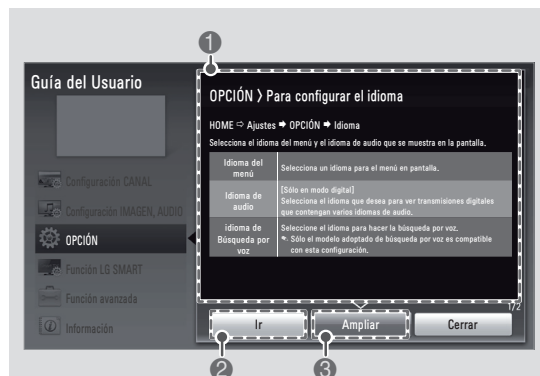 1
Guía del Usuario
Configuración CANAL
Configuración IMAGEN, AUDIO
OPCIÓN
Función LG SMART
Función avanzada
Información
OPCIÓN 〉 Para configurar el idioma
HOME ⇨ Ajustes ➡ OPCIÓN ➡ Idioma
Selecciona el idioma del menú y el idioma de audio que se muestra en la pantalla.
Idioma del
menú
Selecciona un idioma para el menú en pantalla.
Idioma de
audio
[Sólo en modo digital]
Selecciona el idioma que desea para ver transmisiones digitales
que contengan varios idiomas de audio.
idioma de
Búsqueda por
voz
Seleccione el idioma para hacer la búsqueda por voz.
Sólo el modelo adoptado de búsqueda por voz es compatible
con esta configuración.
1/2
Ir
Ampliar
Cerrar
2
3